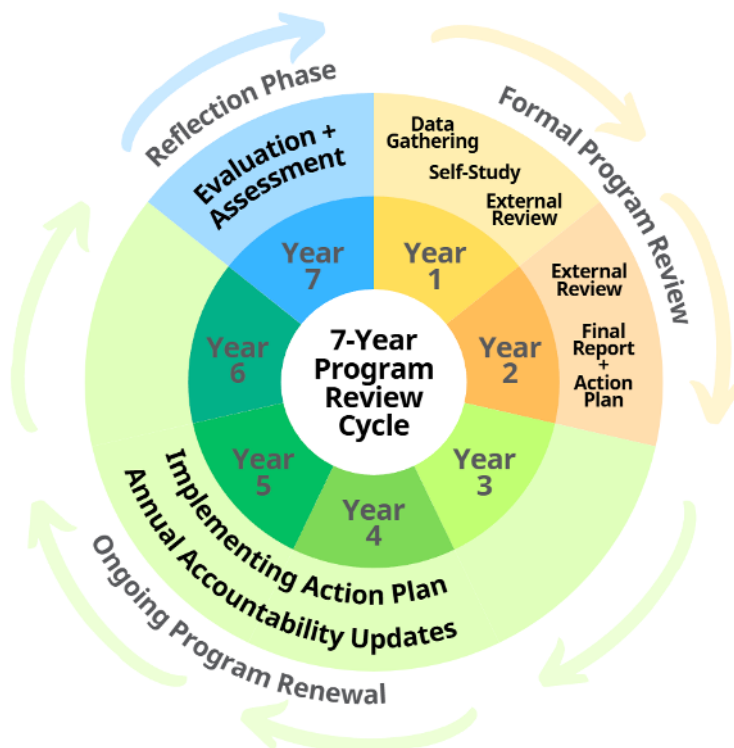 Reflection Phase
Formal Program Review
Evaluation +
Assessment
Data
Gathering
Self-Study
External
Review
External
Review
Final
Report
+
Action
Plan
Year
7
Year
1
Year
6
Year
2
7-Year
Program
Review
Cycle
Year
5
Year
3
Year
4
Implementing Action Plan
Annual Accountability Updates
Ongoing Program Renewal